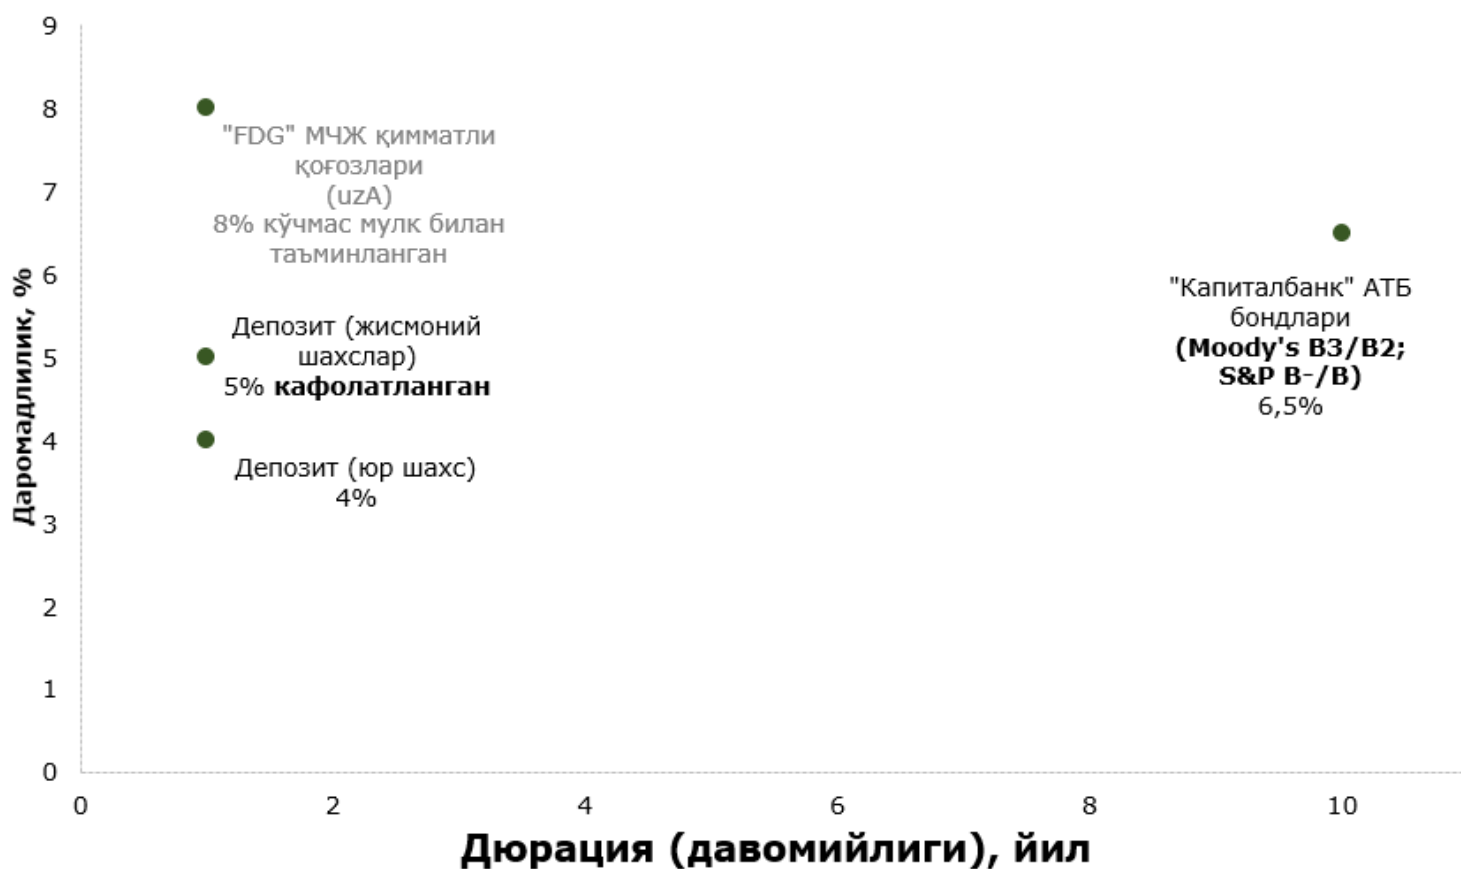 9
8
"FDG" МЧЖ қимматли
қоғозлари
(uzA)
8% кўчмас мулк билан
таъминланган
7
6
"Капиталбанк" АТБ
бондлари
(Moody's B3/B2;
S&P B-/B)
6,5%
Депозит (жисмоний
шахслар)
5% кафолатланган
5
4
Депозит (юр шахс)
4%
3
2
1
0
Даромадлилик, %
0 2 4 6 8 10
Дюрация (давомийлиги), йил